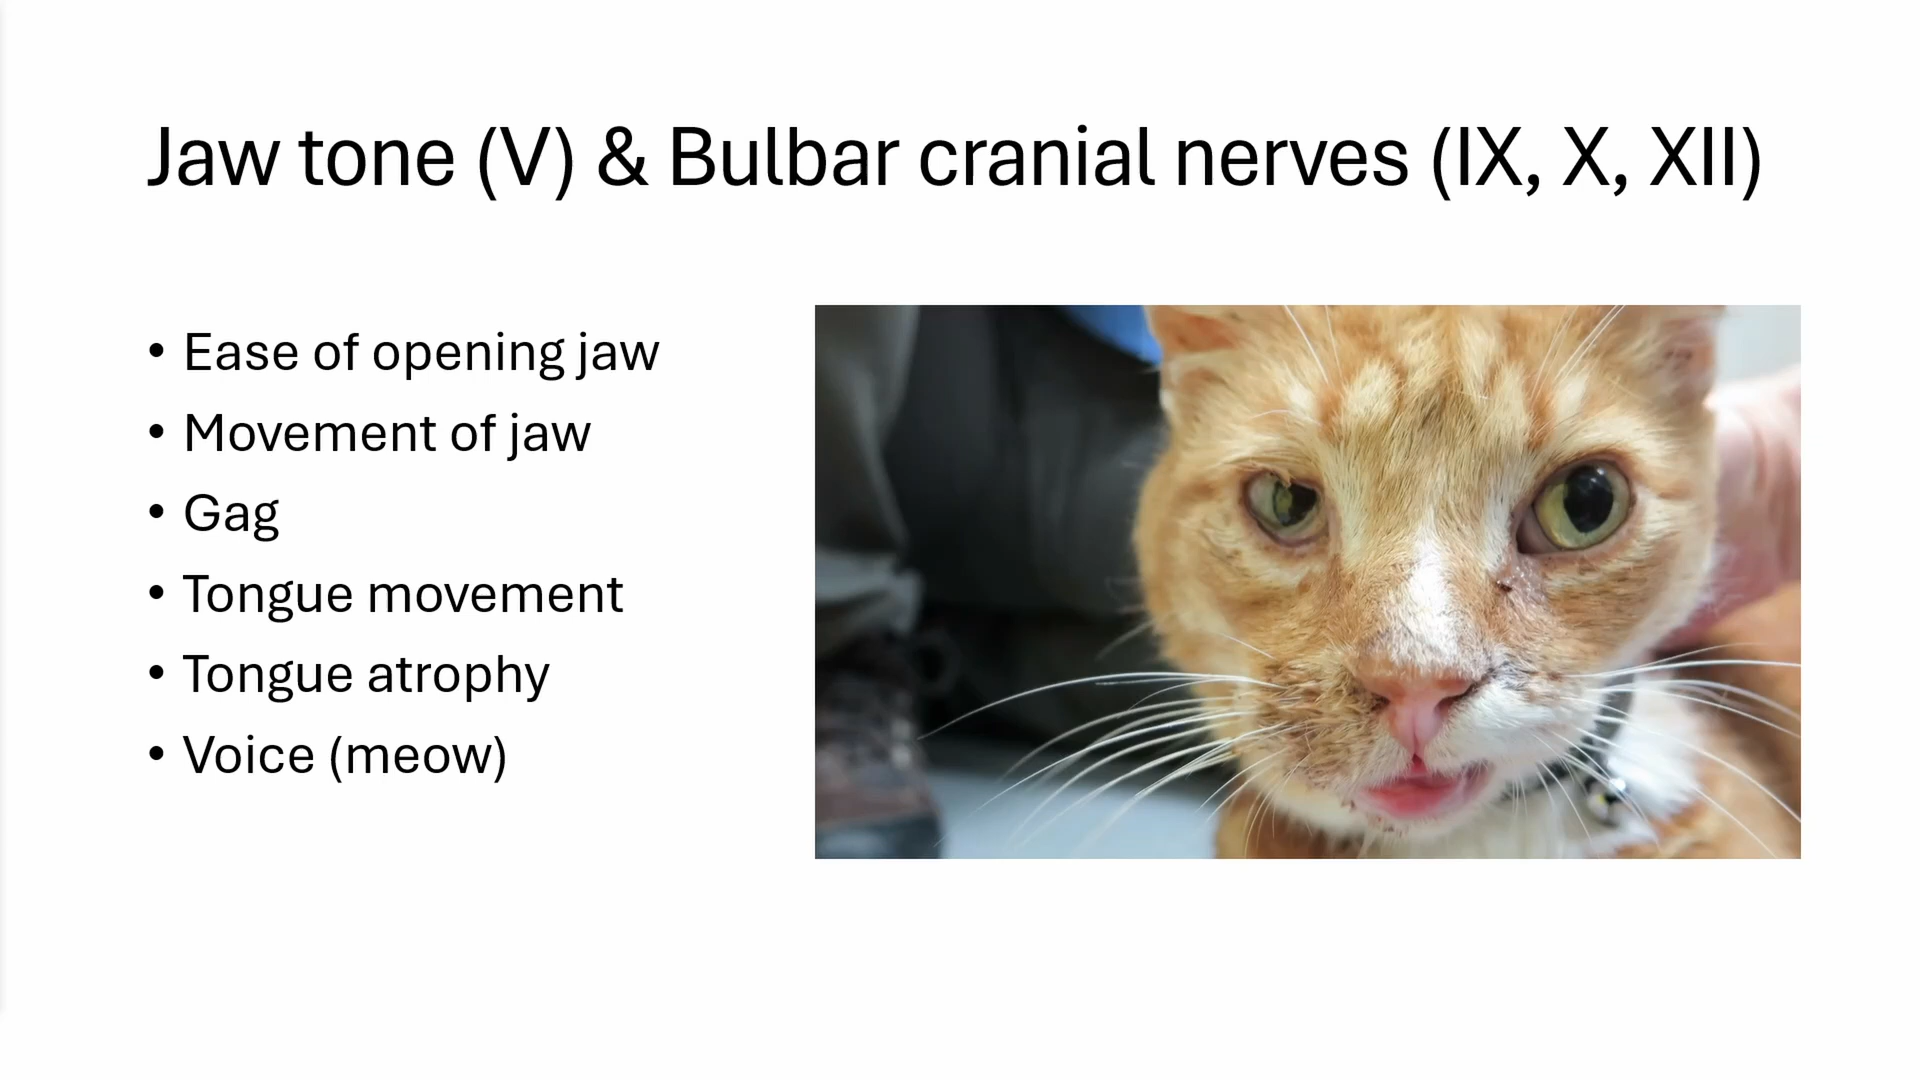 Jaw tone (V) & Bulbar cranial nerves (IX, X, XII)
• Ease of opening jaw
• Movement of jaw
• Gag
• Tongue movement
• Tongue atrophy
• Voice (meow)